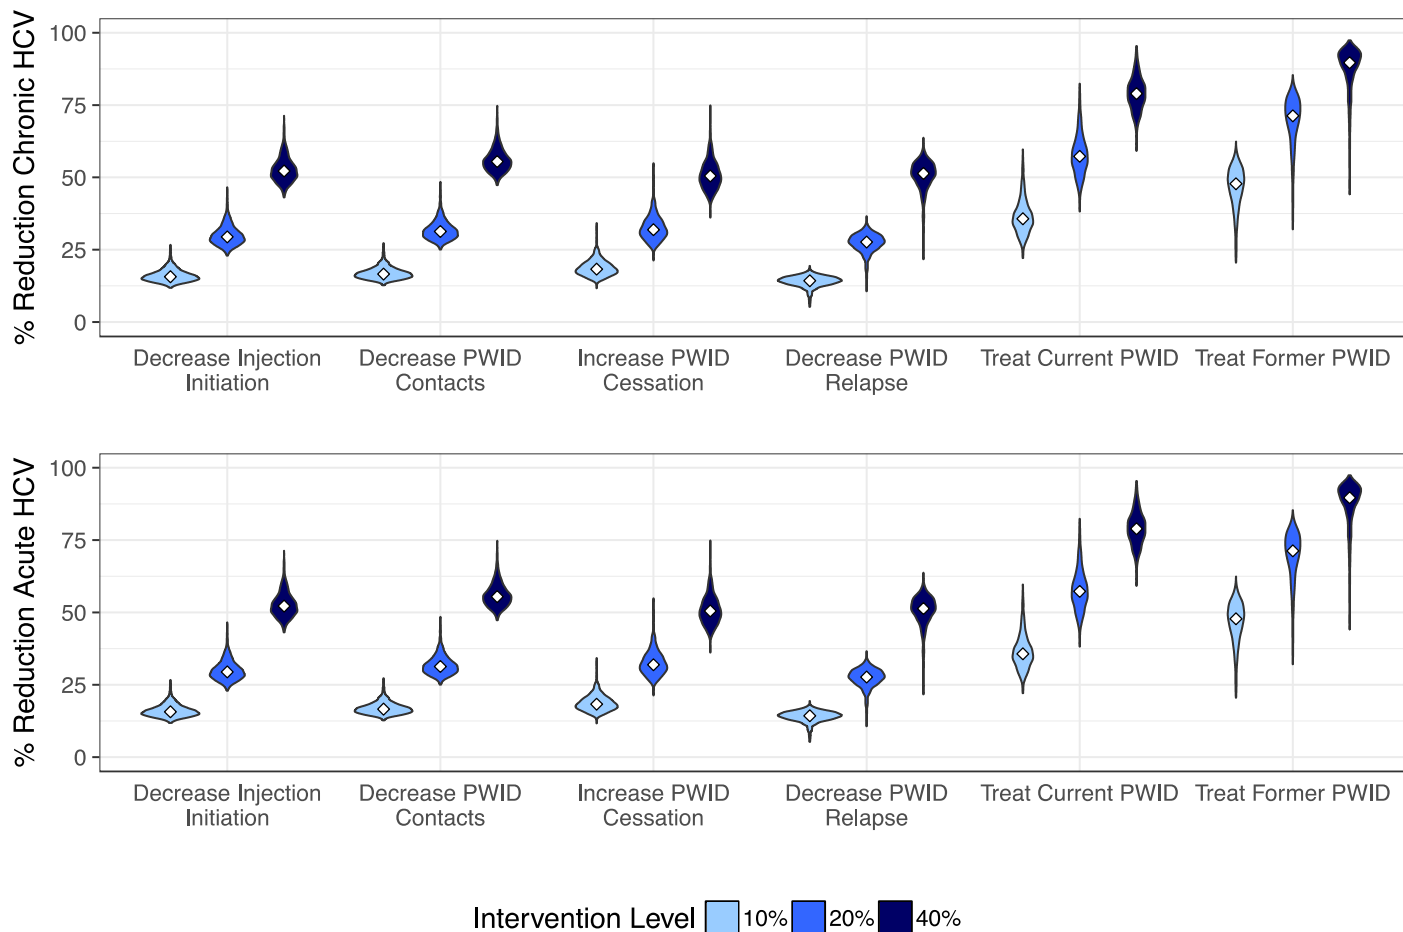 % Reduction Chronic HCV
100
75
50
25
0
Decrease Injection Initiation
Decrease PWID Contacts
Increase PWID Cessation
Decrease PWID Relapse
Treat Current PWID
Treat Former PWID
% Reduction Acute HCV
100
75
50
25
0
Decrease Injection Initiation
Decrease PWID Contacts
Increase PWID Cessation
Decrease PWID Relapse
Treat Current PWID
Treat Former PWID
Intervention Level 10% 20% 40%